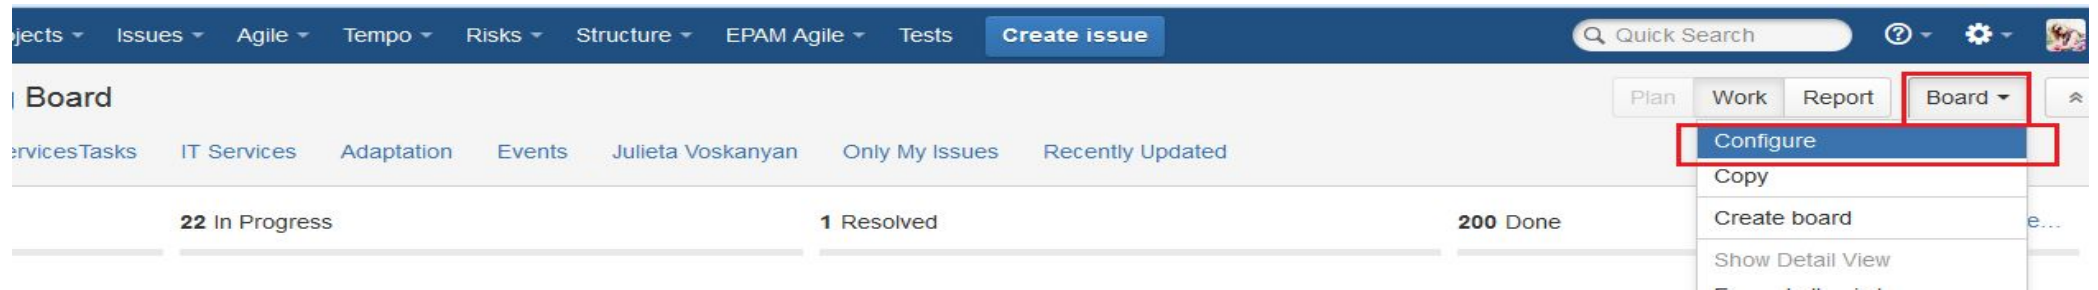 jects Issues Agile Tempo Risks Structure EPAM Agile Tests Create issue Quick Search
Board Plan Work Report Board
ervicesTasks IT Services Adaptation Events Julieta Voskanyan Only My Issues Recently Updated
Configure
Copy
22 In Progress 1 Resolved 200 Done
Create board
e...
Show Detail View